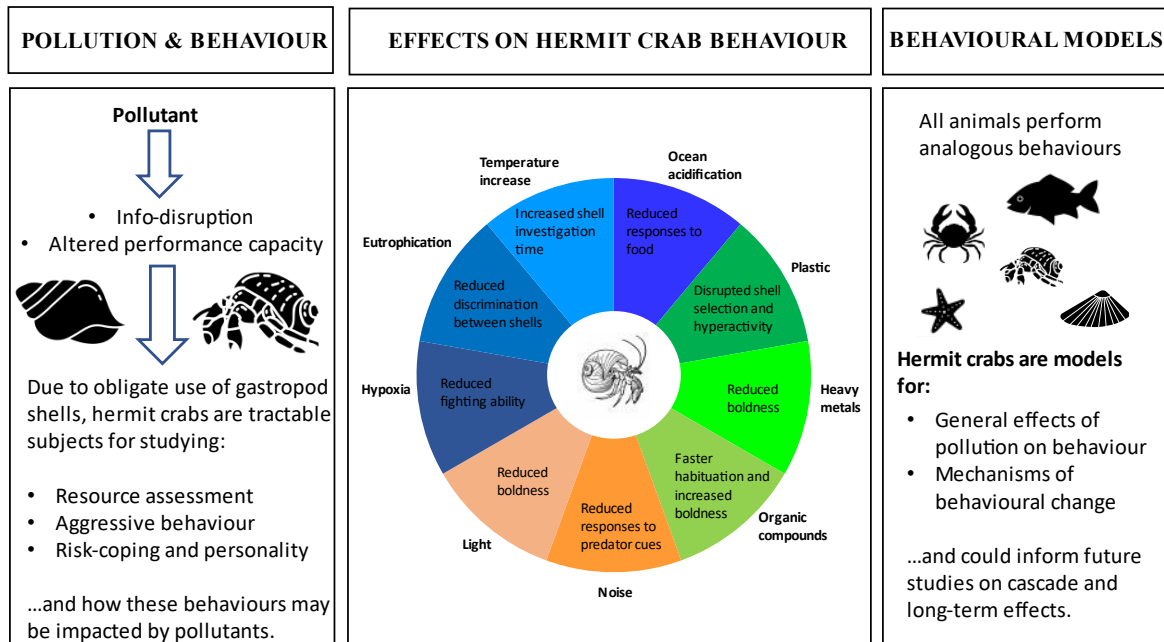 POLLUTION & BEHAVIOUR
Pollutant
• Info-disruption
• Altered performance capacity
Due to obligate use of gastropod
shells, hermit crabs are tractable
subjects for studying:
• Resource assessment
• Aggressive behaviour
• Risk-coping and personality
...and how these behaviours may
be impacted by pollutants.
EFFECTS ON HERMIT CRAB BEHAVIOUR
Ocean
acidification
Reduced
responses to
food
Plastic
Disrupted shell
selection and
hyperactivity
Heavy
metals
Reduced
boldness
Organic
compounds
Faster
habituation and
increased
boldness
Noise
Reduced
responses to
predator cues
Light
Reduced
boldness
Hypoxia
Reduced
fighting ability
Eutrophication
Reduced
discrimination
between shells
Temperature
increase
Increased shell
investigation
time
BEHAVIOURAL MODELS
All animals perform
analogous behaviours
Hermit crabs are models
for:
• General effects of
pollution on behaviour
• Mechanisms of
behavioural change
...and could inform future
studies on cascade and
long-term effects.